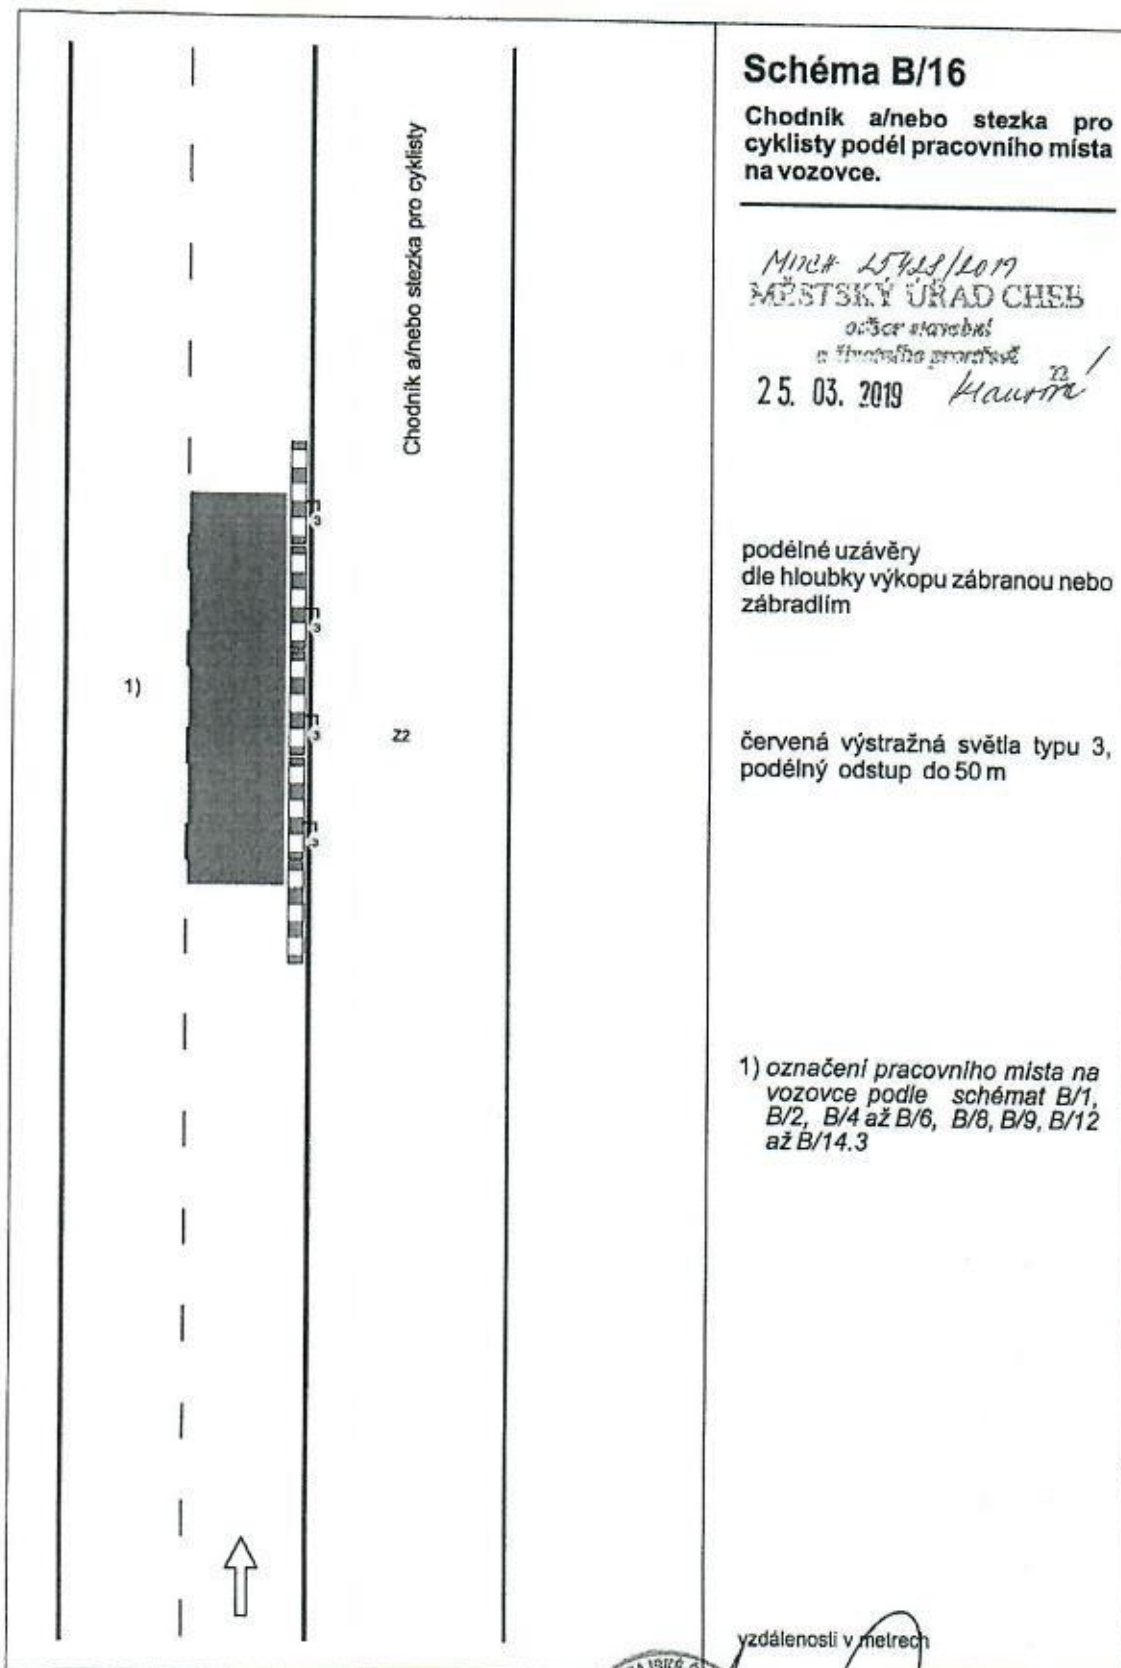 Schéma B/16
Chodník a/nebo stezka pro
cyklisty podél pracovního místa
na vozovce.
MĚSTSKÝ ÚŘAD CHEB
25. 03. 2019
Chodník a/nebo stezka pro cyklisty
3
podélné uzávěry
dle hloubky výkopu zábranou nebo
zábradlím
3
1)
3
Z2
červená výstražná světla typu 3,
podélný odstup do 50 m
3
1) označení pracovního místa na
vozovce podle schémat B/1,
B/2, B/4 až B/6, B/8, B/9, B/12
až B/14.3
vzdálenosti v metrech